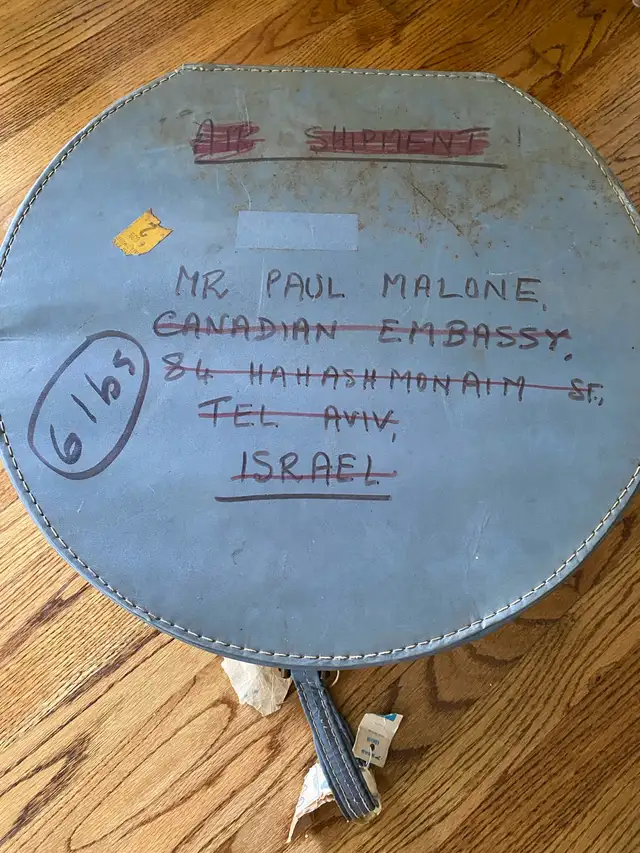 AIR SHIPMENT
MR PAUL MALONE,
CANADIAN EMBASSY,
84 HAHASHMONAIM ST.,
TEL AVIV,
ISRAEL
6 lbs